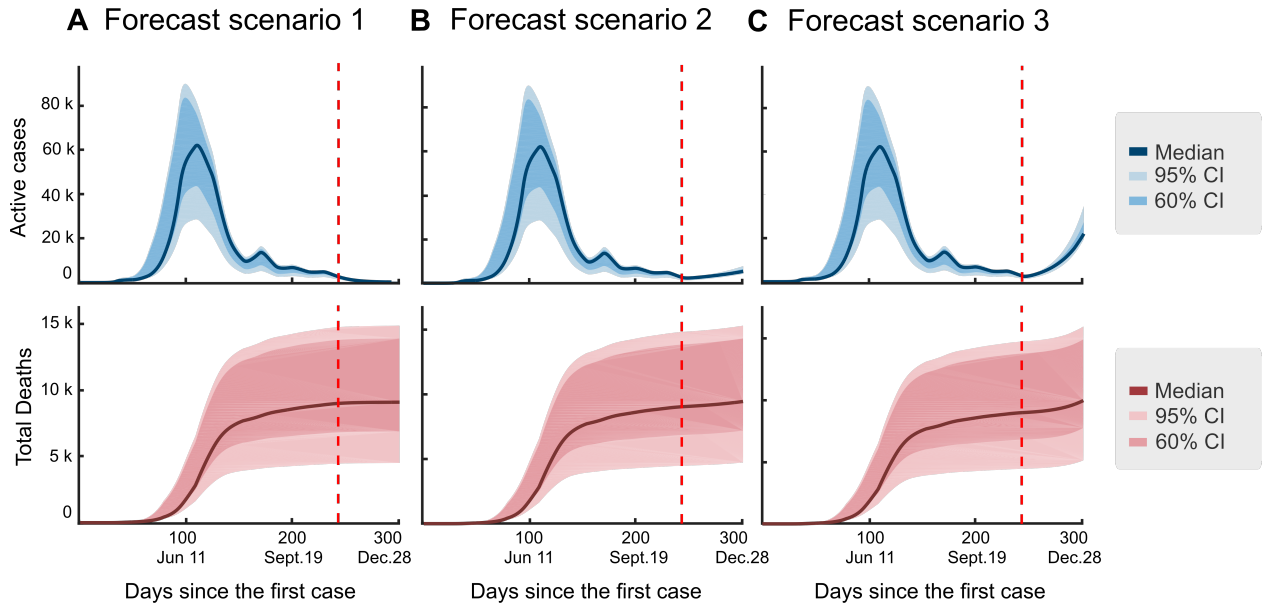 A Forecast scenario 1
B Forecast scenario 2
C Forecast scenario 3
Active cases
80 k
60 k
40 k
20 k
0
Median
95% CI
60% CI
Total Deaths
15 k
10 k
5 k
0
Median
95% CI
60% CI
100 200 300
Jun 11 Sept.19 Dec.28
Days since the first case
100 200 300
Jun 11 Sept.19 Dec.28
Days since the first case
100 200 300
Jun 11 Sept.19 Dec.28
Days since the first case